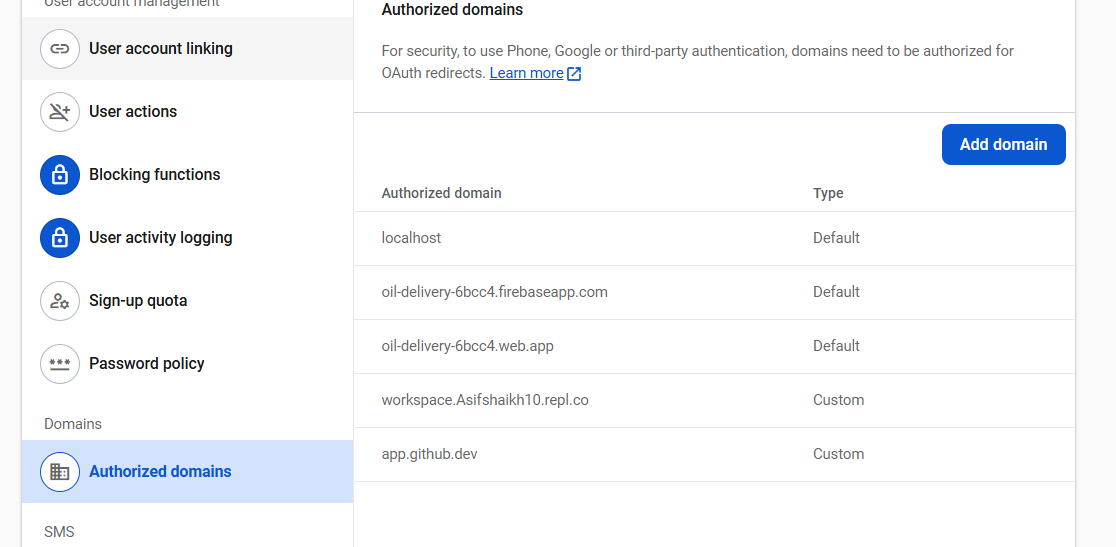 User account management
User account linking
User actions
Blocking functions
User activity logging
Sign-up quota
Password policy
Domains
Authorized domains
SMS
Authorized domains
For security, to use Phone, Google or third-party authentication, domains need to be authorized for
OAuth redirects. Learn more
Add domain
Authorized domain Type
localhost Default
oil-delivery-6bcc4.firebaseapp.com Default
oil-delivery-6bcc4.web.app Default
workspace.Asifshaikh10.repl.co Custom
app.github.dev Custom